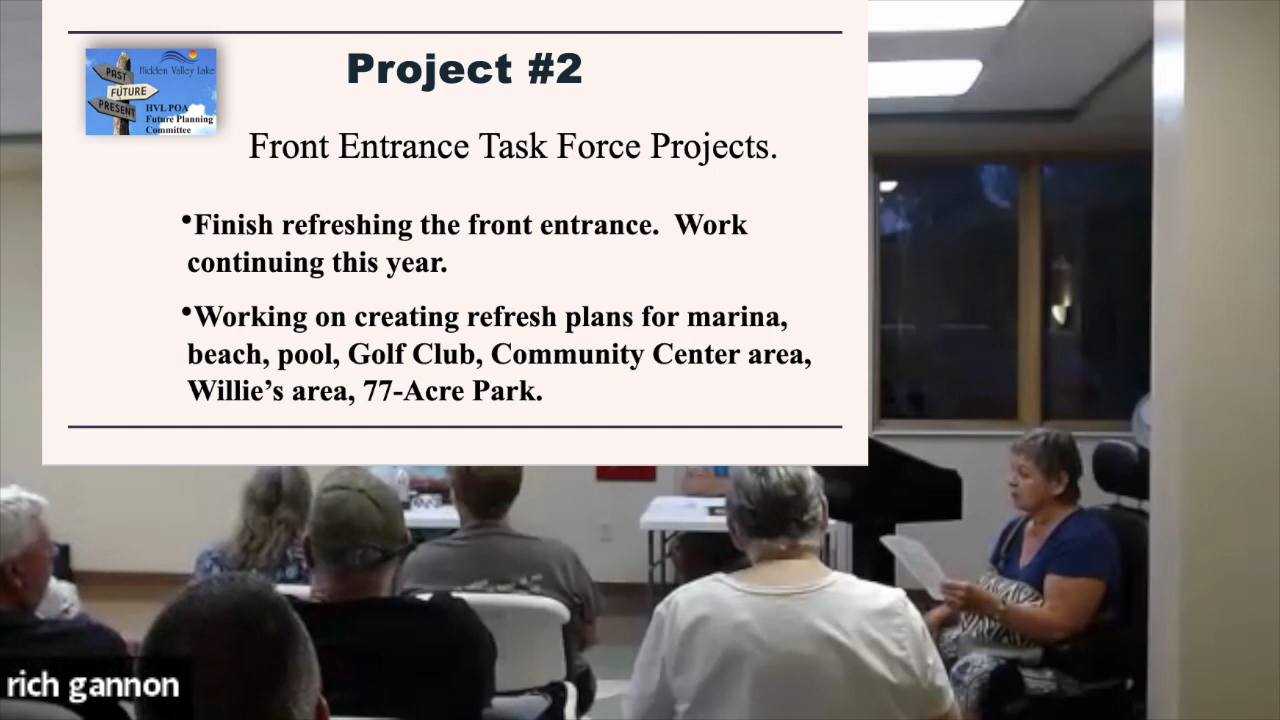 Project #2
PAST
FUTURE
PRESENT
Hidden Valley Lake
HVL POA
Future Planning
Committee
Front Entrance Task Force Projects.
•Finish refreshing the front entrance.  Work
continuing this year.
•Working on creating refresh plans for marina,
beach, pool, Golf Club, Community Center area,
Willie’s area, 77-Acre Park.
rich gannon